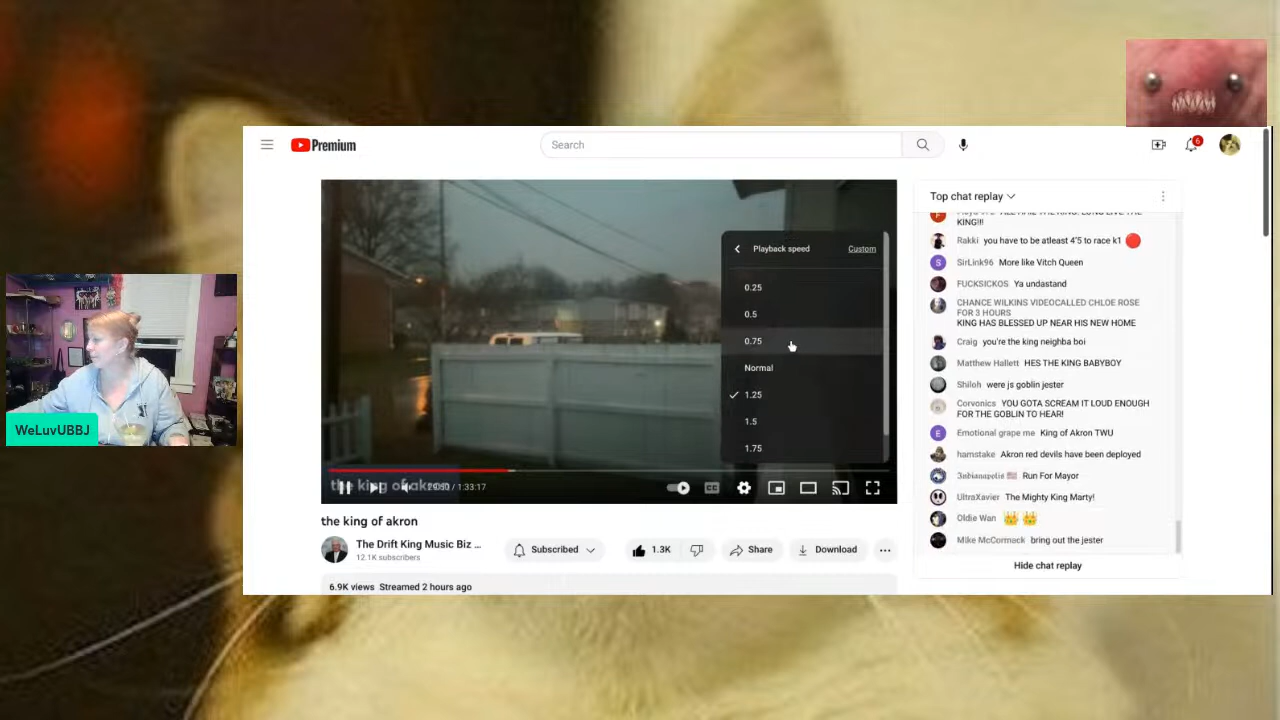 Premium
Search
6
Playback speed
Custom
0.25
0.5
0.75
Normal
1.25
1.5
1.75
the king of akron
/ 1:33:17
the king of akron
The Drift King Music Biz ...
12.1K subscribers
Subscribed
1.3K
Share
Download
6.9K views Streamed 2 hours ago
Top chat replay
KING!!!
Rakki you have to be atleast 4'5 to race k1
SirLink96 More like Vitch Queen
FUCKSICKOS Ya undastand
CHANCE WILKINS VIDEOCALLED CHLOE ROSE
FOR 3 HOURS
KING HAS BLESSED UP NEAR HIS NEW HOME
Craig you're the king neighba boi
Matthew Hallett HES THE KING BABYBOY
Shiloh were js goblin jester
Corvonics YOU GOTA SCREAM IT LOUD ENOUGH
FOR THE GOBLIN TO HEAR!
Emotional grape me King of Akron TWU
hamstake Akron red devils have been deployed
Run For Mayor
UltraXavier The Mighty King Marty!
Oldie Wan
Mike McCormack bring out the jester
Hide chat replay
WeLuvUBBJ